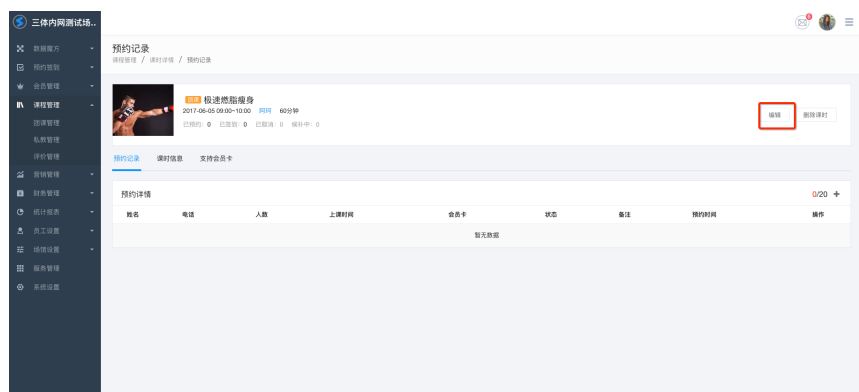 三体内网测试场..
数据魔方
预约签到
会员管理
课程管理
团课管理
私教管理
评价管理
营销管理
财务管理
统计报表
员工设置
场馆设置
服务管理
系统设置
预约记录
课程管理 / 课时详情 / 预约记录
团课 极速燃脂瘦身
2017-06-05 09:00~10:00 阿珂 60分钟
已预约: 0 已签到: 0 已取消: 0 候补中: 0
编辑 删除课时
预约记录 课时信息 支持会员卡
预约详情 0/20 +
姓名 电话 人数 上课时间 会员卡 状态 备注 预约时间 操作
暂无数据